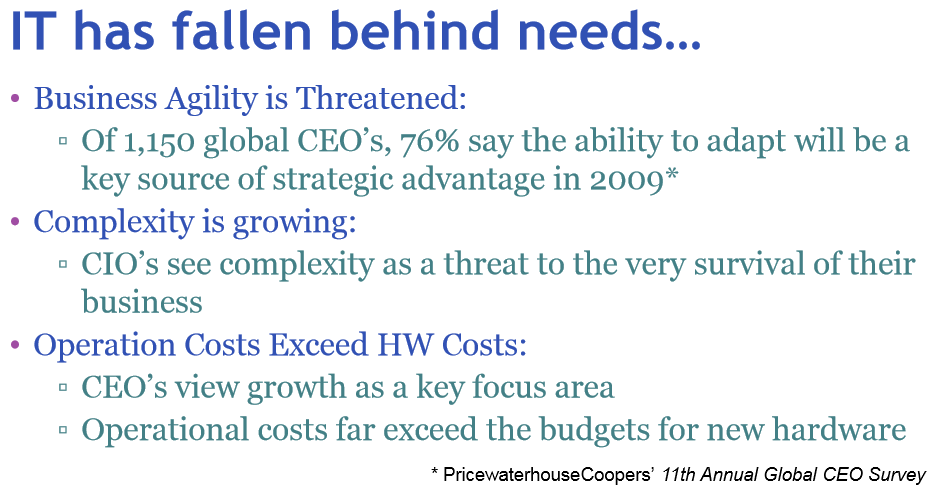 IT has fallen behind needs…
• Business Agility is Threatened:
▫ Of 1,150 global CEO’s, 76% say the ability to adapt will be a
key source of strategic advantage in 2009*
• Complexity is growing:
▫ CIO’s see complexity as a threat to the very survival of their
business
• Operation Costs Exceed HW Costs:
▫ CEO’s view growth as a key focus area
▫ Operational costs far exceed the budgets for new hardware
* PricewaterhouseCoopers’ 11th Annual Global CEO Survey